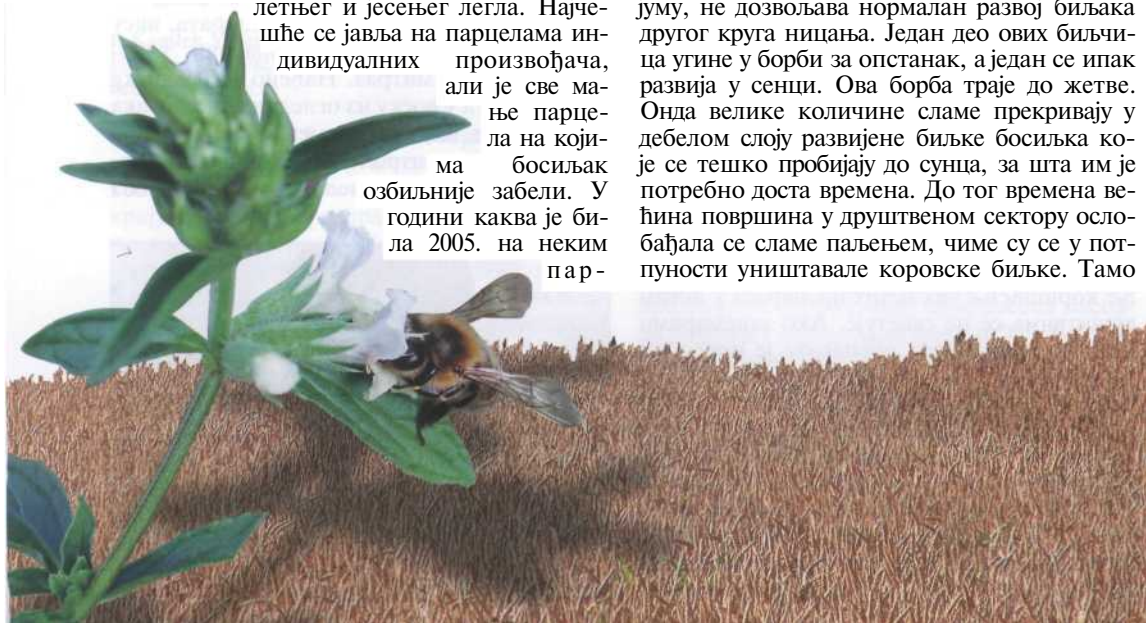 летњег и јесењег легла. Најче-
шће се јавља на парцелама ин-
дивидуалних произвођача,
али је све ма-
ње парце-
ла на који-
ма босиљак
озбиљније забели. У
години каква је би-
ла 2005. на неким
пар-
јуму, не дозвољава нормалан развој биљака
другог круга ницања. Један део ових биљчи-
ца угине у борби за опстанак, а један се ипак
развија у сенци. Ова борба траје до жетве.
Онда велике количине сламе прекривају у
дебелом слоју развијене биљке босиљка ко-
је се тешко пробијају до сунца, за шта им је
потребно доста времена. До тог времена ве-
ћина површина у друштвеном сектору осло-
бађала се сламе паљењем, чиме су се у пот-
пуности уништавале коровске биљке. Тамо